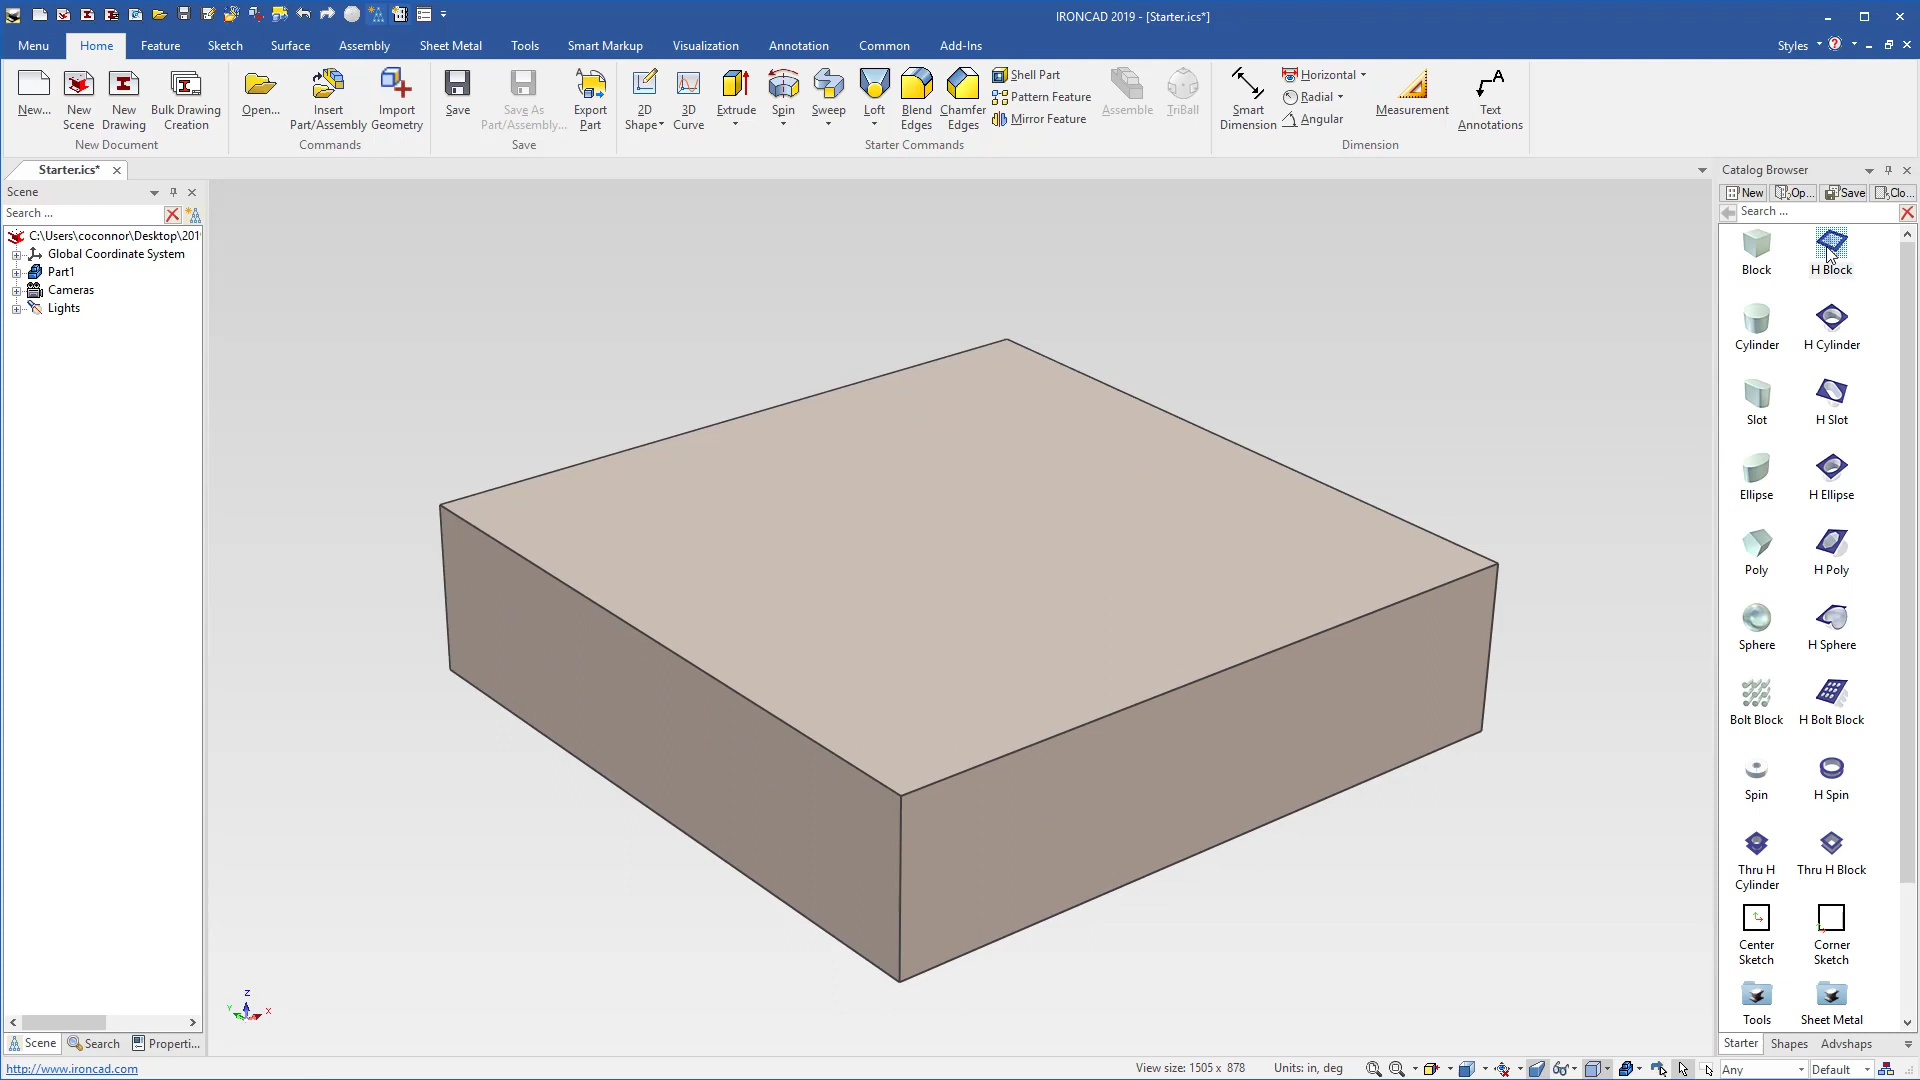 IRONCAD 2019 - [Starter.ics*]
Menu Home Feature Sketch Surface Assembly Sheet Metal Tools Smart Markup Visualization Annotation Common Add-Ins Styles
New... New Scene New Drawing Bulk Drawing Creation Open... Insert Part/Assembly Import Geometry Save Save As Part/Assembly... Export Part 2D Shape 3D Curve Extrude Spin Sweep Loft Blend Edges Chamfer Edges Shell Part Pattern Feature Mirror Feature Assemble TriBall Smart Dimension Horizontal Radial Angular Measurement Text Annotations
New Document Commands Save Starter Commands Dimension
Starter.ics*
Scene
Search ...
C:\Users\coconnor\Desktop\201
Global Coordinate System
Part1
Cameras
Lights
Z
Y X
Catalog Browser
New Op... Save Clo...
Search ...
Block H Block
Cylinder H Cylinder
Slot H Slot
Ellipse H Ellipse
Poly H Poly
Sphere H Sphere
Bolt Block H Bolt Block
Spin H Spin
Thru H Cylinder Thru H Block
Center Sketch Corner Sketch
Tools Sheet Metal
Scene Search Properti... Starter Shapes Advshaps
http://www.ironcad.com View size: 1505 x 878 Units: in, deg Any Default